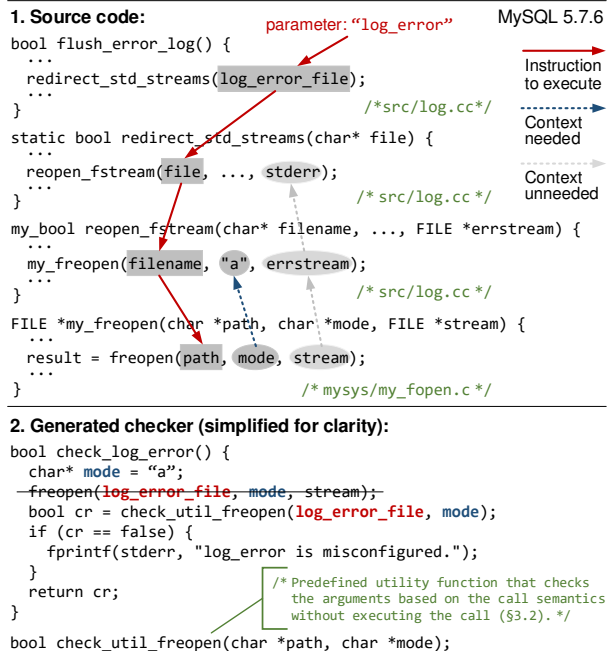 1. Source code:
parameter: “log_error”
MySQL 5.7.6
bool flush_error_log() {
...
redirect_std_streams(log_error_file);
...
}
/*src/log.cc*/
Instruction
to execute
Context
needed
Context
unneeded
static bool redirect_std_streams(char* file) {
...
reopen_fstream(file, ..., stderr);
...
}
/* src/log.cc */
my_bool reopen_fstream(char* filename, ..., FILE *errstream) {
...
my_freopen(filename, "a", errstream);
...
}
/* src/log.cc */
FILE *my_freopen(char *path, char *mode, FILE *stream) {
...
result = freopen(path, mode, stream);
...
}
/* mysys/my_fopen.c */
2. Generated checker (simplified for clarity):
bool check_log_error() {
char* mode = “a”;
freopen(log_error_file, mode, stream);
bool cr = check_util_freopen(log_error_file, mode);
if (cr == false) {
fprintf(stderr, "log_error is misconfigured.");
}
return cr;
}
/* Predefined utility function that checks
the arguments based on the call semantics
without executing the call (§3.2). */
bool check_util_freopen(char *path, char *mode);